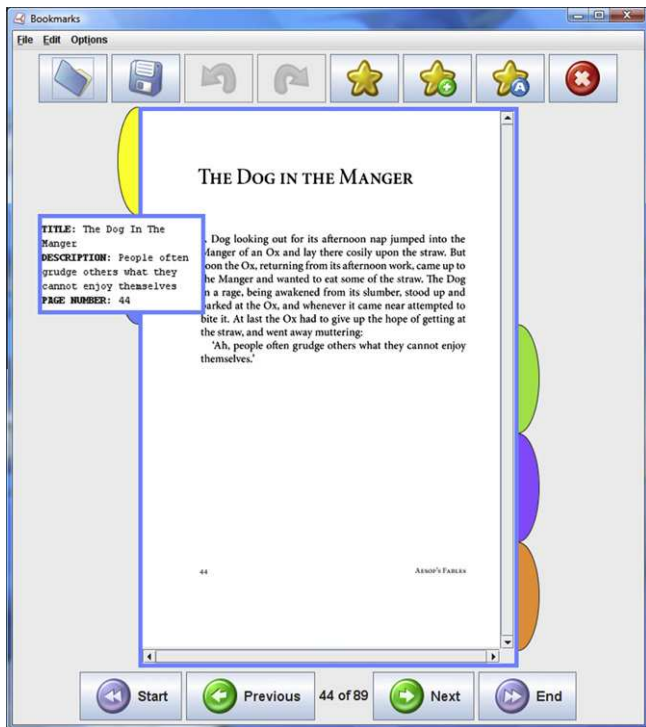 Bookmarks
File Edit Options
THE DOG IN THE MANGER
TITLE: The Dog In The
Manger
DESCRIPTION: People often
grudge others what they
cannot enjoy themselves
PAGE NUMBER: 44
Dog looking out for its afternoon nap jumped into the
Manger of an Ox and lay there cosily upon the straw. But
soon the Ox, returning from its afternoon work, came up to
the Manger and wanted to eat some of the straw. The Dog
in a rage, being awakened from its slumber, stood up and
barked at the Ox, and whenever it came near attempted to
bite it. At last the Ox had to give up the hope of getting at
the straw, and went away muttering:
'Ah, people often grudge others what they cannot enjoy
themselves.'
44 AESOP'S FABLES
Start Previous 44 of 89 Next End